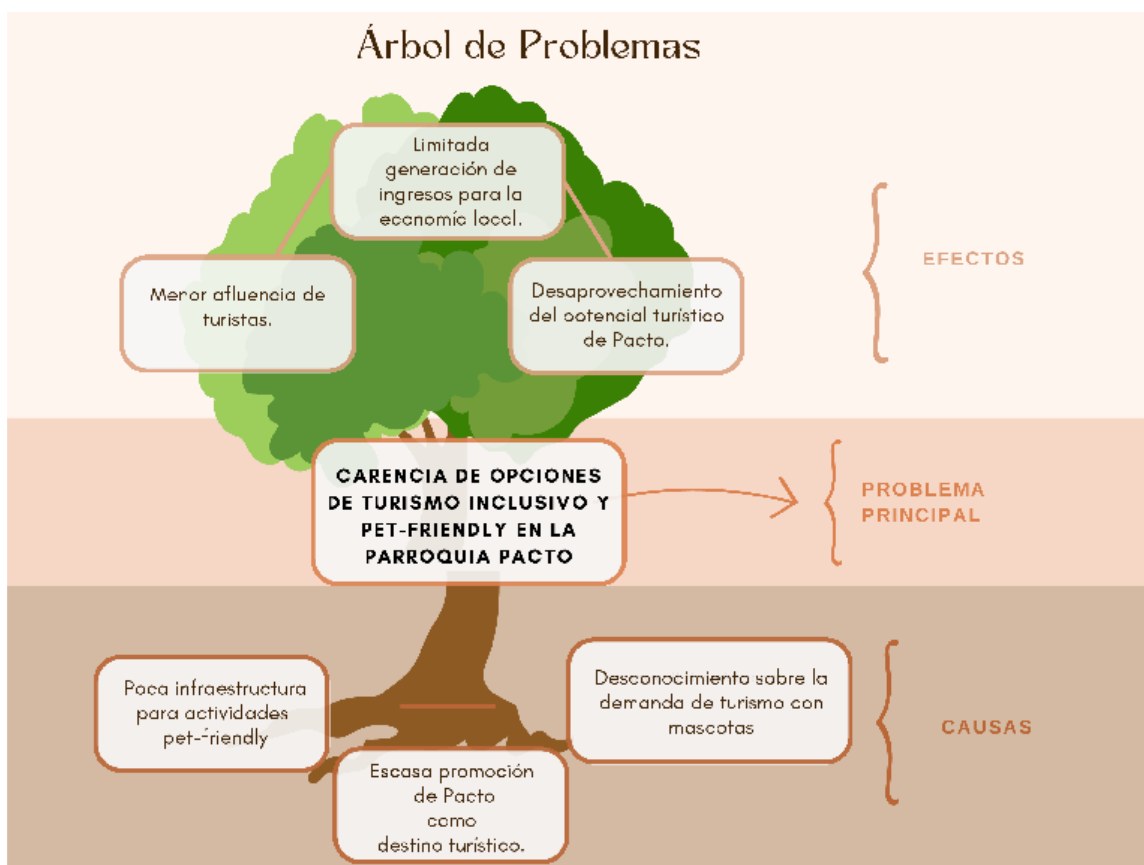 Árbol de Problemas
Limitada
generación de
ingresos para la
economía local.
Menor afluencia de
turistas.
Desaprovechamiento
del potencial turístico
de Pacto.
EFECTOS
CARENCIA DE OPCIONES
DE TURISMO INCLUSIVO Y
PET-FRIENDLY EN LA
PARROQUIA PACTO
PROBLEMA
PRINCIPAL
Poca infraestructura
para actividades
pet-friendly
Desconocimiento sobre la
demanda de turismo con
mascotas
CAUSAS
Escasa promoción
de Pacto
como
destino turístico.